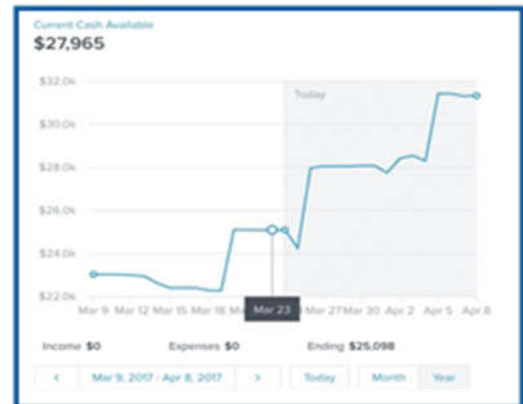 Current Cash Available
$27,965
$32.0k
Today
$30.0k
$28.0k
$26.0k
$24.0k
$22.0k
Mar 9 Mar 12 Mar 15 Mar 18 Mar 23 Mar 27 Mar 30 Apr 2 Apr 5 Apr 8
Income $0 Expenses $0 Ending $25,098
< Mar 9, 2017 - Apr 8, 2017 > Today Month Year